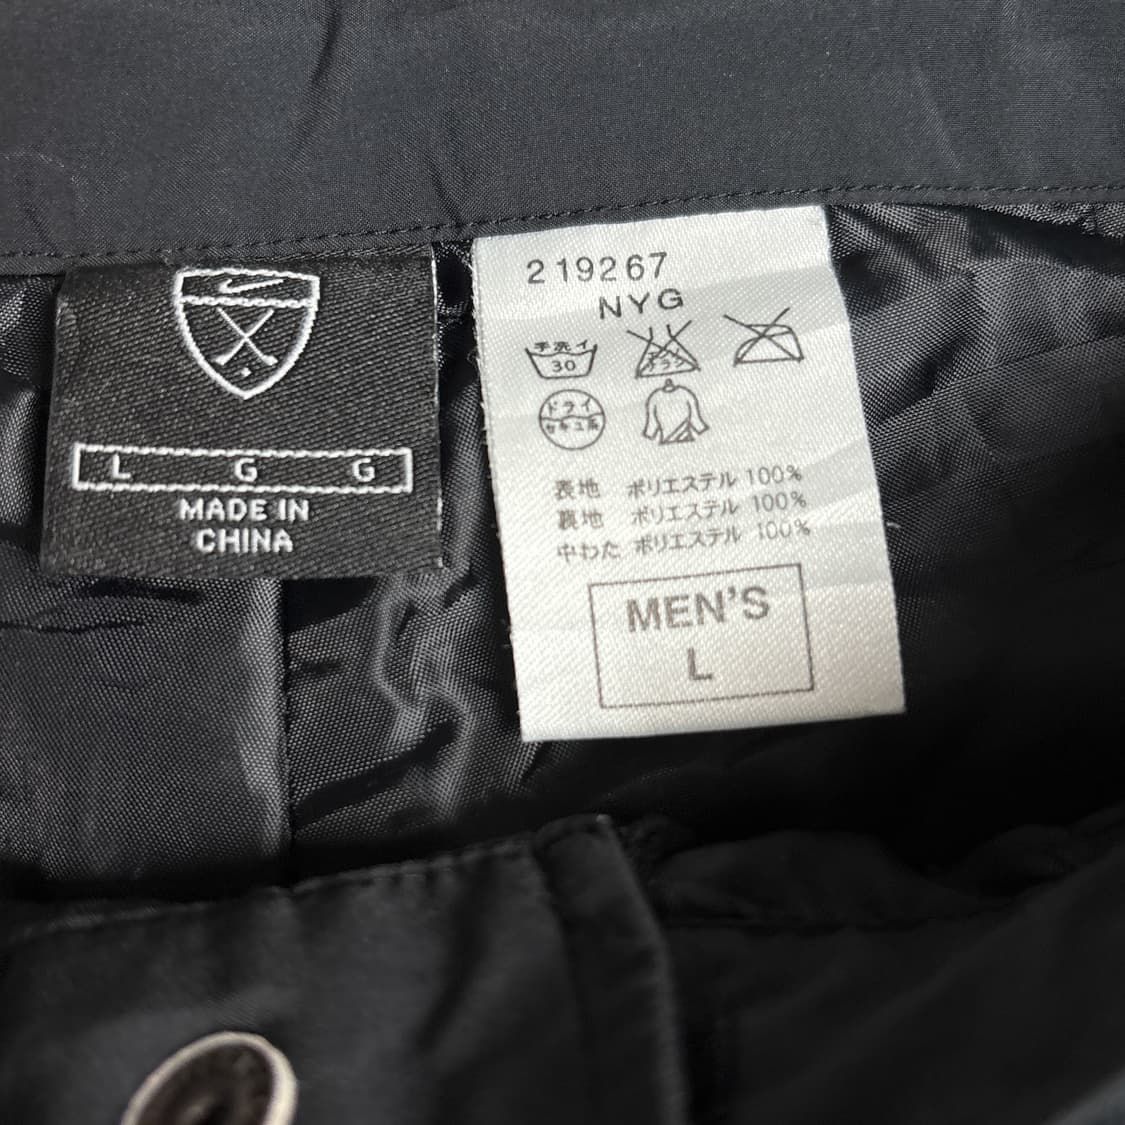 L G G
MADE IN
CHINA
219267
NYG
手洗イ
30
ドライ
セキユ系
表地 ポリエステル 100%
裏地 ポリエステル 100%
中わた ポリエステル 100%
MEN'S
L